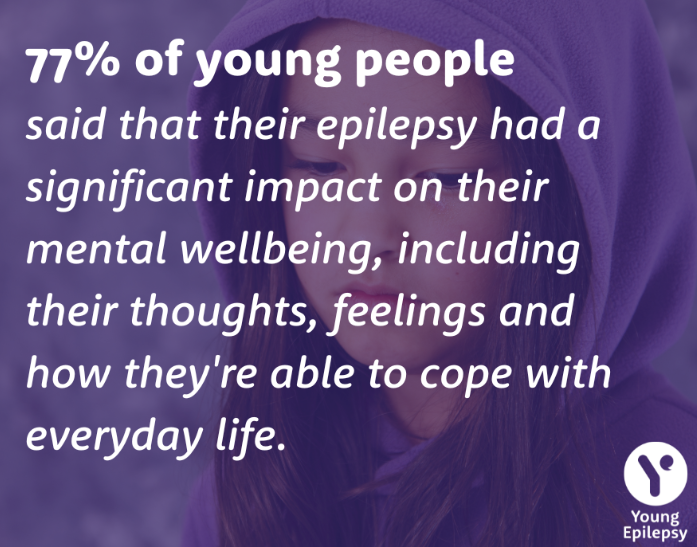 77% of young people
said that their epilepsy had a
significant impact on their
mental wellbeing, including
their thoughts, feelings and
how they're able to cope with
everyday life.
Young
Epilepsy